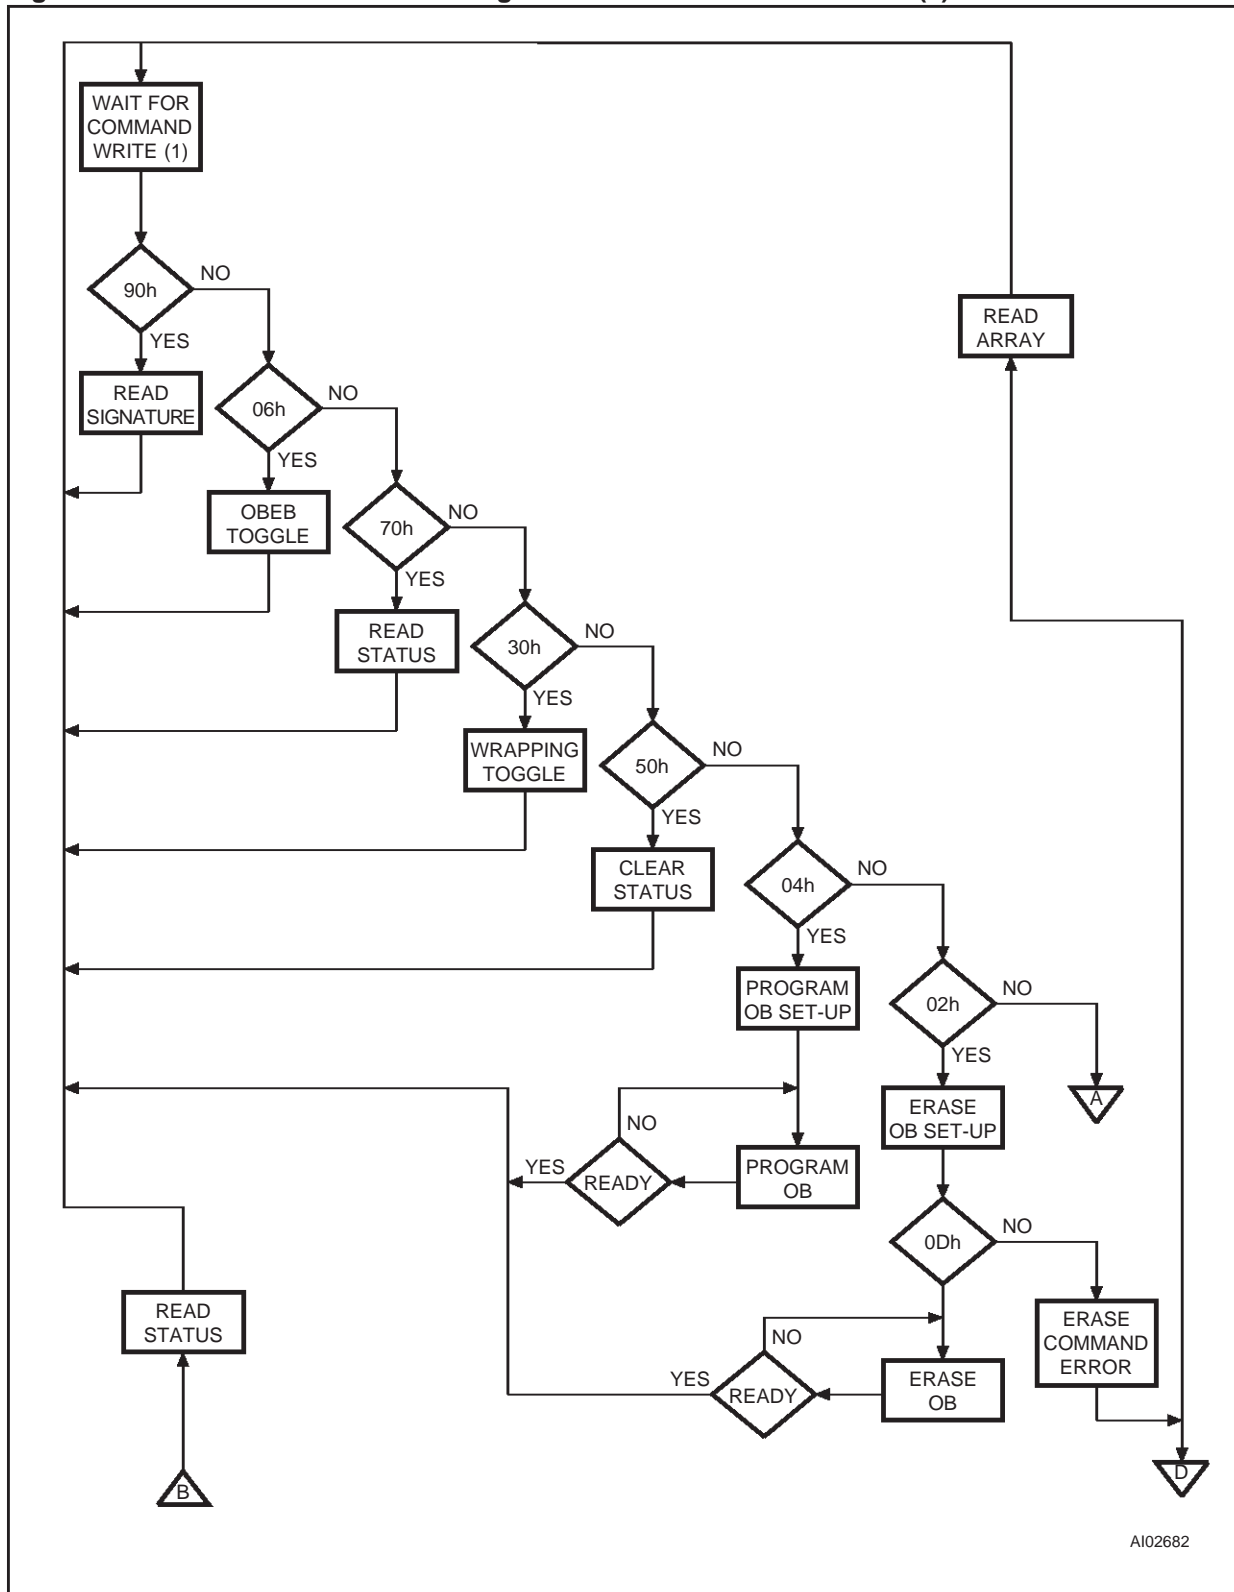 WAIT FOR
COMMAND
WRITE (1)
90h
NO
YES
READ
SIGNATURE
READ
ARRAY
06h
NO
YES
OBEB
TOGGLE
70h
NO
YES
READ
STATUS
30h
NO
YES
WRAPPING
TOGGLE
50h
NO
YES
CLEAR
STATUS
04h
NO
YES
PROGRAM
OB SET-UP
02h
NO
YES
A
ERASE
OB SET-UP
NO
YES
READY
PROGRAM
OB
0Dh
NO
READ
STATUS
ERASE
COMMAND
ERROR
NO
YES
READY
ERASE
OB
B
D
AI02682